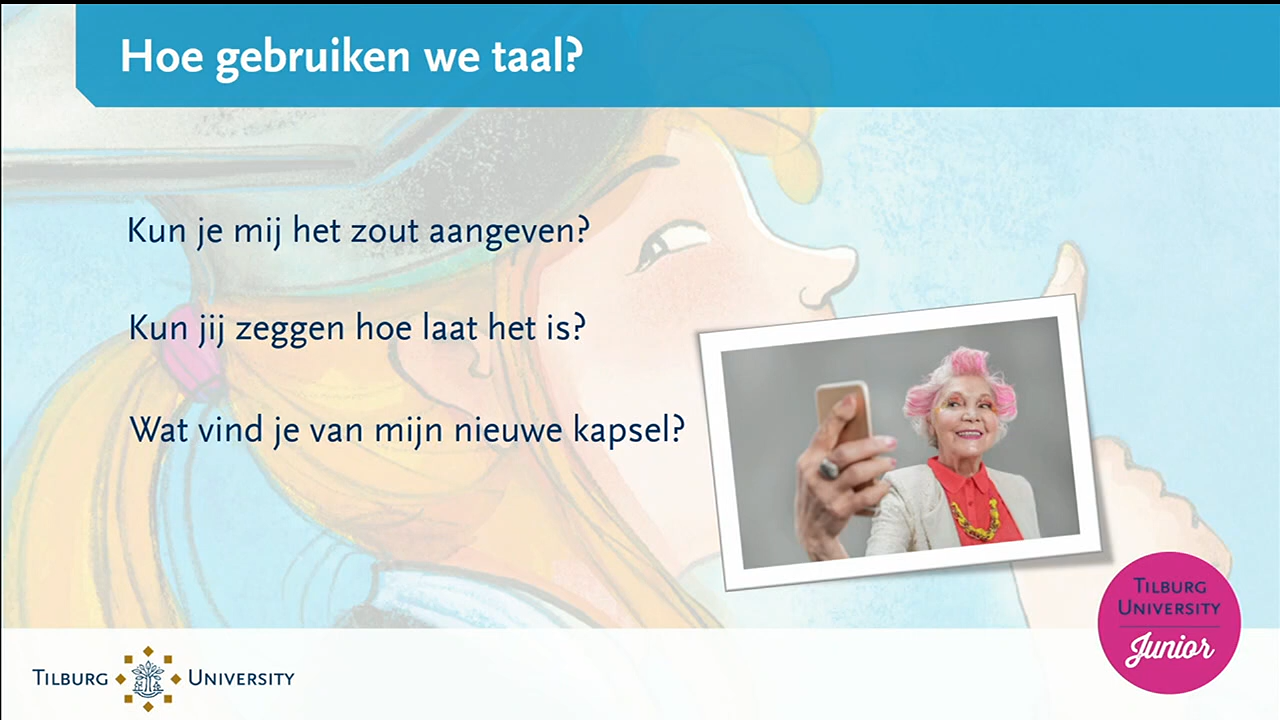 Hoe gebruiken we taal?
Kun je mij het zout aangeven?
Kun jij zeggen hoe laat het is?
Wat vind je van mijn nieuwe kapsel?
TILBURG
UNIVERSITY
Junior
TILBURG UNIVERSITY